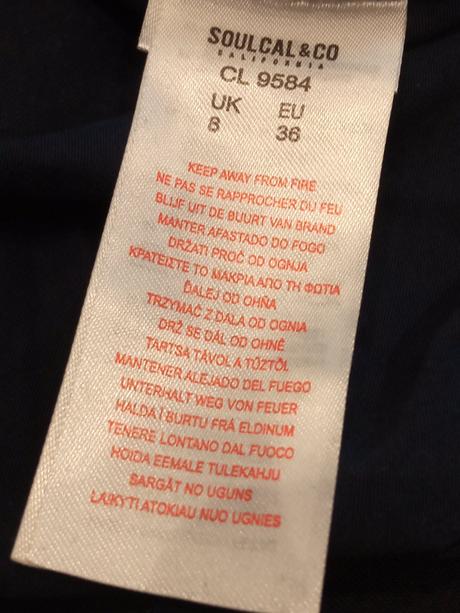 SOULCAL&CO
CALIFORNIA
CL 9584
UK EU
8 36
KEEP AWAY FROM FIRE
NE PAS SE RAPPROCHER DU FEU
BLIJF UIT DE BUURT VAN BRAND
MANTER AFASTADO DO FOGO
DRŽATI PROČ OD OGNJA
ΚΡΑΤΕΙΣΤΕ ΤΟ ΜΑΚΡΙΑ ΑΠΟ ΤΗ ΦΩΤΙΑ
ĎALEJ OD OHŇA
TRZYMAĆ Z DALA OD OGNIA
DRŽ SE DÁL OD OHNĚ
TARTSA TÁVOL A TŰZTŐL
MANTENER ALEJADO DEL FUEGO
UNTERHALT WEG VON FEUER
HALDA Í BURTU FRÁ ELDINUM
TENERE LONTANO DAL FUOCO
HOIDA EEMALE TULEKAHJU
SARGĀT NO UGUNS
LAIKYTI ATOKIAU NUO UGNIES